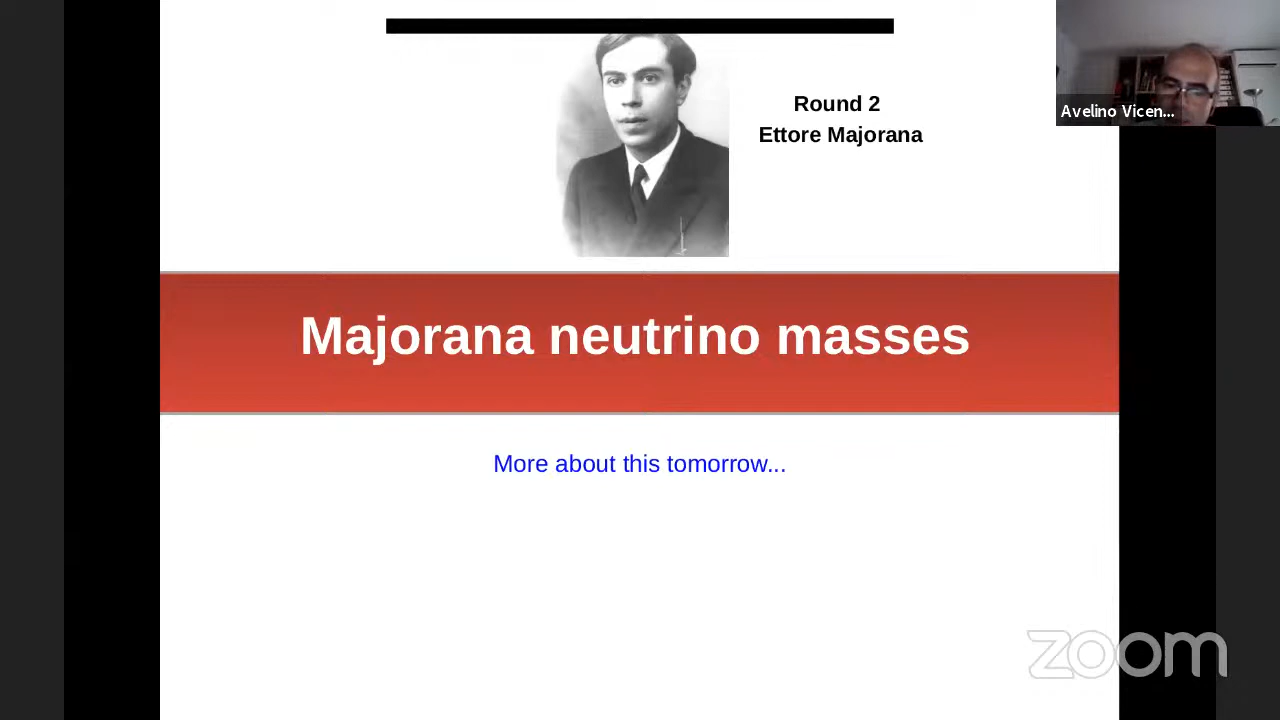 Round 2
Ettore Majorana
Avelino Vicen...
Majorana neutrino masses
More about this tomorrow...
zoom